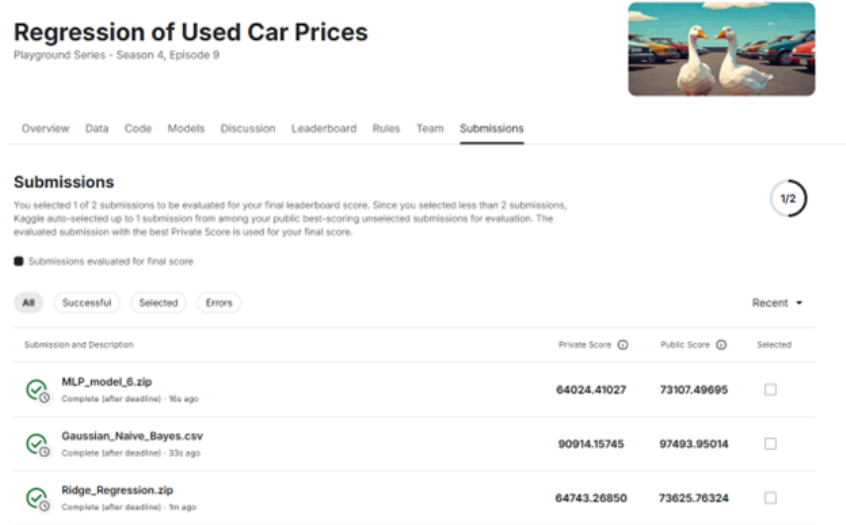 Regression of Used Car Prices
Playground Series - Season 4, Episode 9
Overview Data Code Models Discussion Leaderboard Rules Team Submissions
Submissions
You selected 1 of 2 submissions to be evaluated for your final leaderboard score. Since you selected less than 2 submissions,
Kaggle auto-selected up to 1 submission from among your public best-scoring unselected submissions for evaluation. The
evaluated submission with the best Private Score is used for your final score.
1/2
Submissions evaluated for final score
All Successful Selected Errors Recent
Submission and Description Private Score Public Score Selected
MLP_model_6.zip
Complete (after deadline) · 16s ago
64024.41027 73107.49695
Gaussian_Naive_Bayes.csv
Complete (after deadline) · 33s ago
90914.15745 97493.95014
Ridge_Regression.zip
Complete (after deadline) · 1m ago
64743.26850 73625.76324